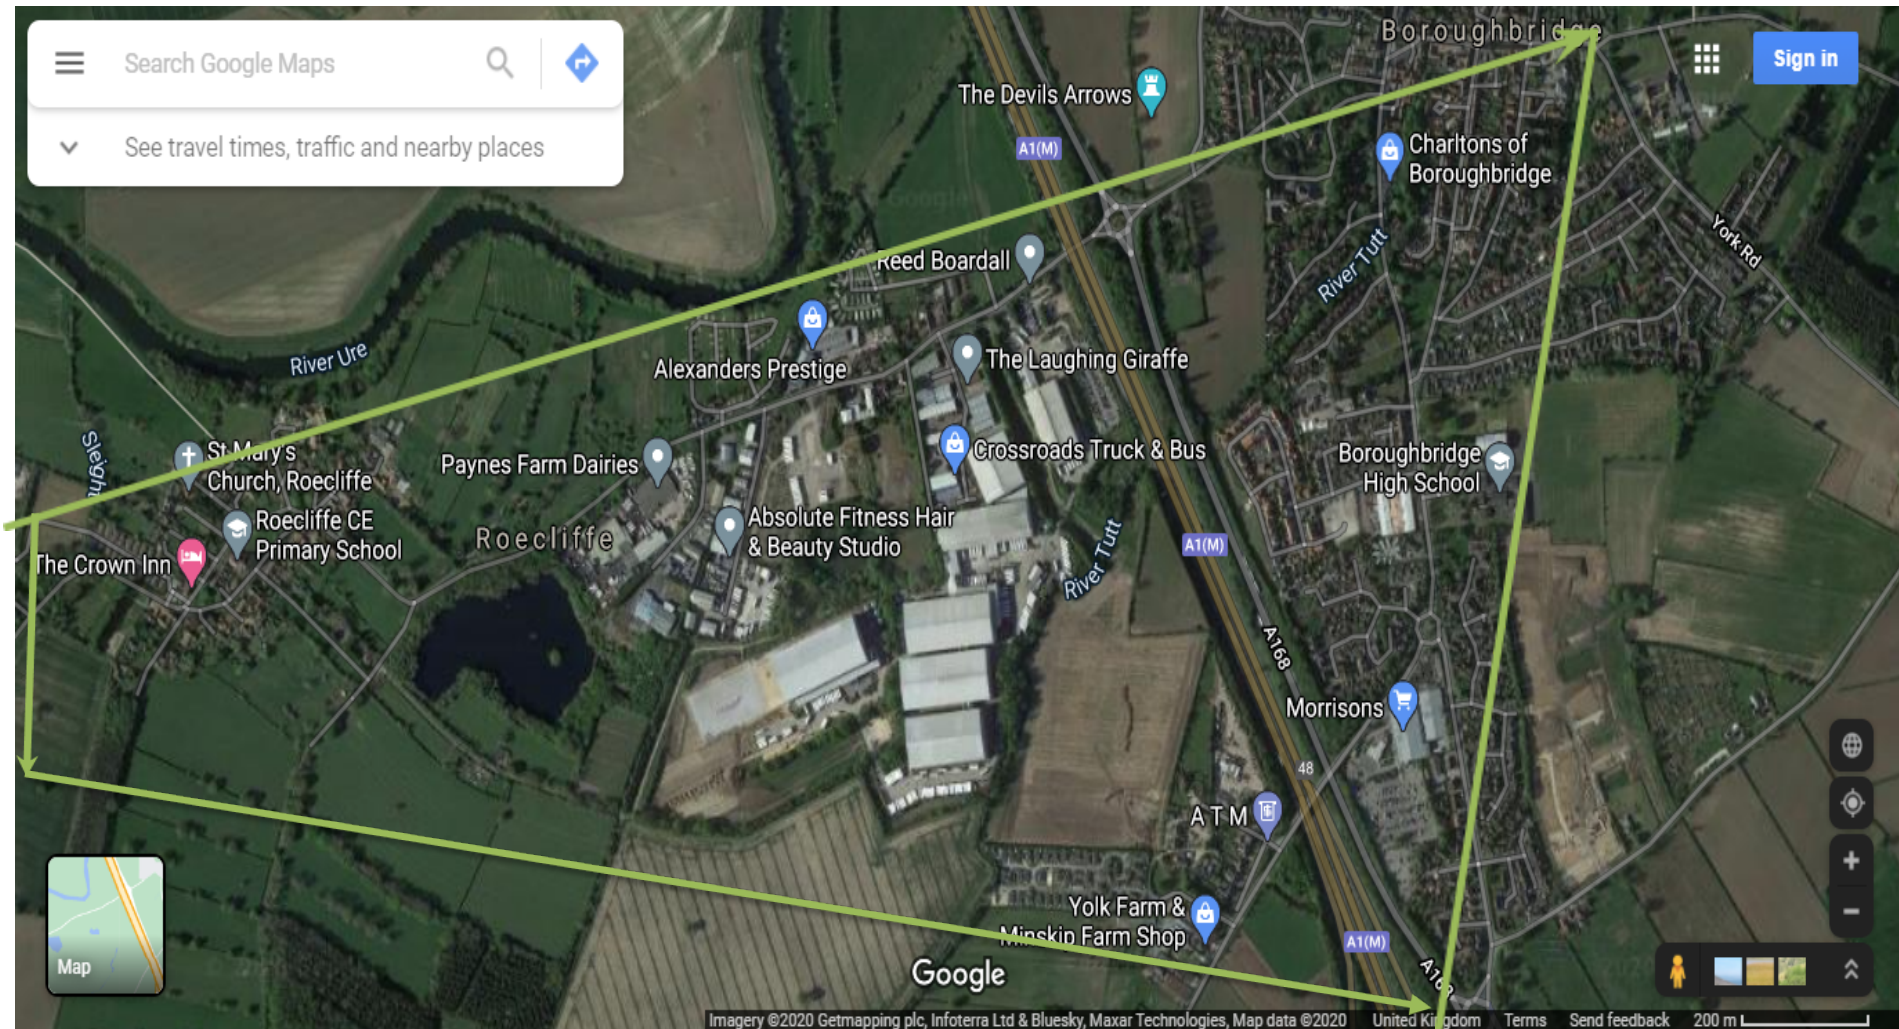 Boroughbridge
Search Google Maps
Sign in
See travel times, traffic and nearby places
The Devils Arrows
A1(M)
Charltons of
Boroughbridge
York Rd
River Tutt
Reed Boardall
River Ure
Alexanders Prestige
The Laughing Giraffe
St Mary's
Church, Roecliffe
Paynes Farm Dairies
Crossroads Truck & Bus
Boroughbridge
High School
Roecliffe CE
Primary School
Roecliffe
Absolute Fitness Hair
& Beauty Studio
The Crown Inn
A1(M)
River Tutt
A168
Morrisons
48
A T M
Yolk Farm &
Minskip Farm Shop
A1(M)
A168
Map
Google
Imagery ©2020 Getmapping plc, Infoterra Ltd & Bluesky, Maxar Technologies, Map data ©2020 United Kingdom Terms Send feedback 200 m